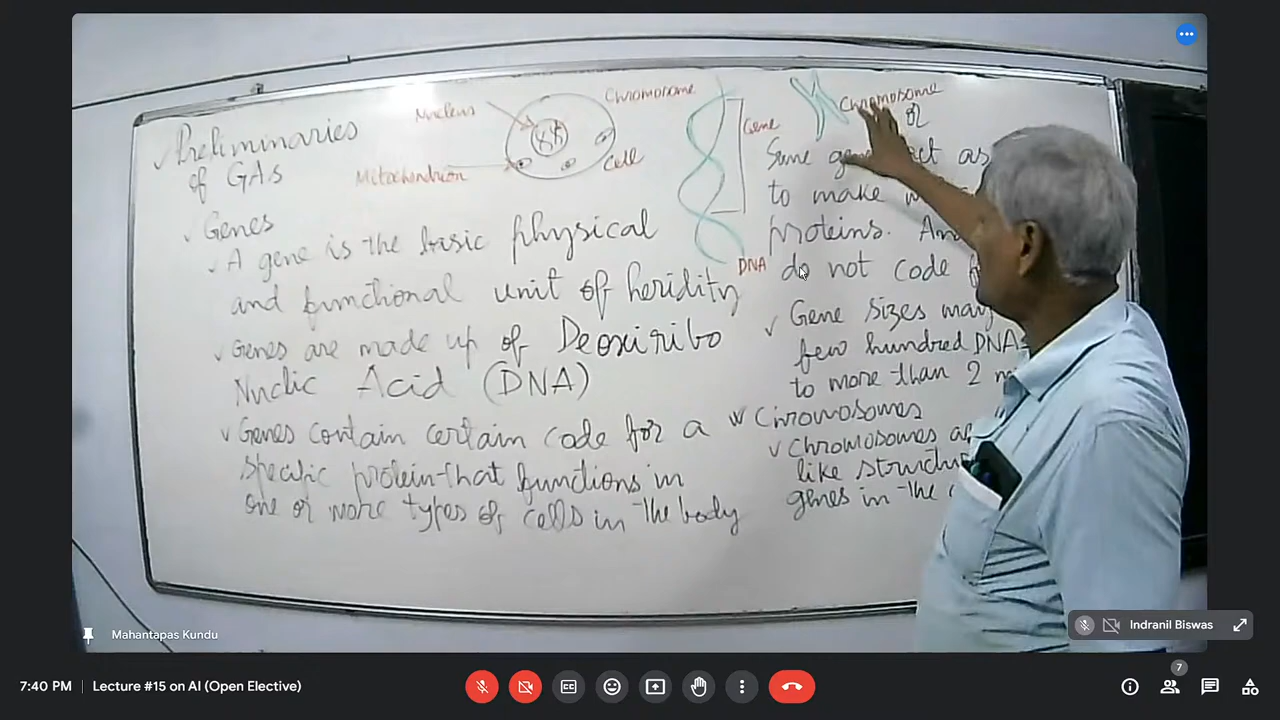 Preliminaries
of GAs
Genes
A gene is the basic physical
and functional unit of heridity
Genes are made up of Deoxiribo
Nuclic Acid (DNA)
Genes contain certain code for a
specific protein that functions in
one or more types of cells in the body
Nucleus
Mitochondrion
Chromosome
Cell
Gene
DNA
Chromosome
of
Some act as
to make
proteins.
do not code
Gene sizes may
few hundred DNA
to more than 2
Chromosomes
Chromosomes
like
genes in the
Mahantapas Kundu
Indranil Biswas
7:40 PM | Lecture #15 on AI (Open Elective)
7